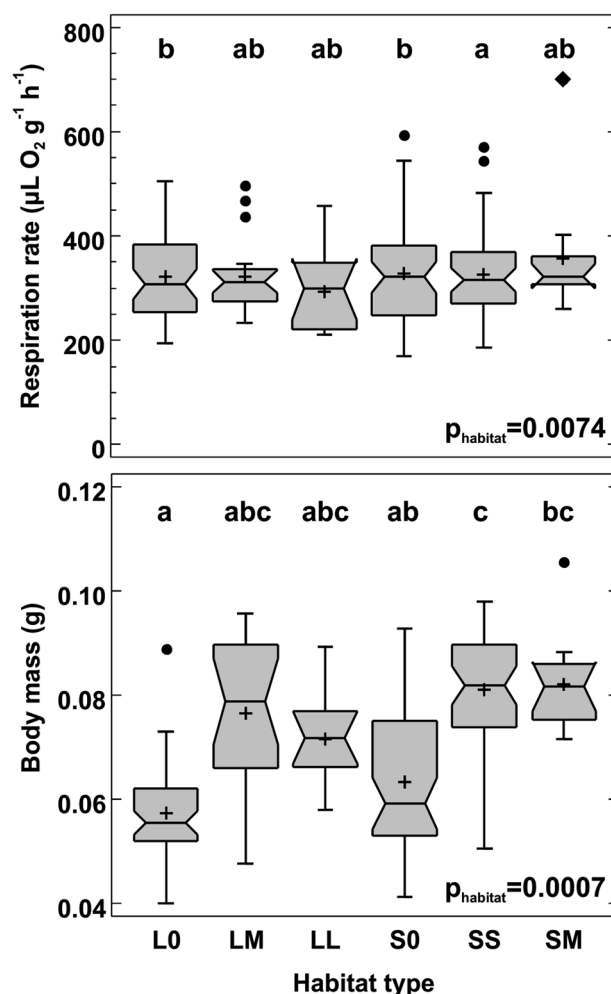 800
600
400
200
0
Respiration rate (µL O2 g-1 h-1)
b ab ab b a ab
phabitat=0.0074
0.12
0.10
0.08
0.06
0.04
Body mass (g)
a abc abc ab c bc
phabitat=0.0007
L0 LM LL S0 SS SM
Habitat type